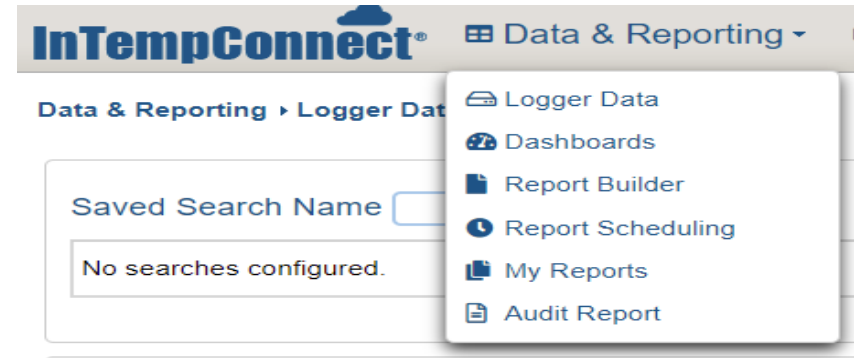 InTempConnect® Data & Reporting
Data & Reporting Logger Dat
Saved Search Name
No searches configured.
Logger Data
Dashboards
Report Builder
Report Scheduling
My Reports
Audit Report